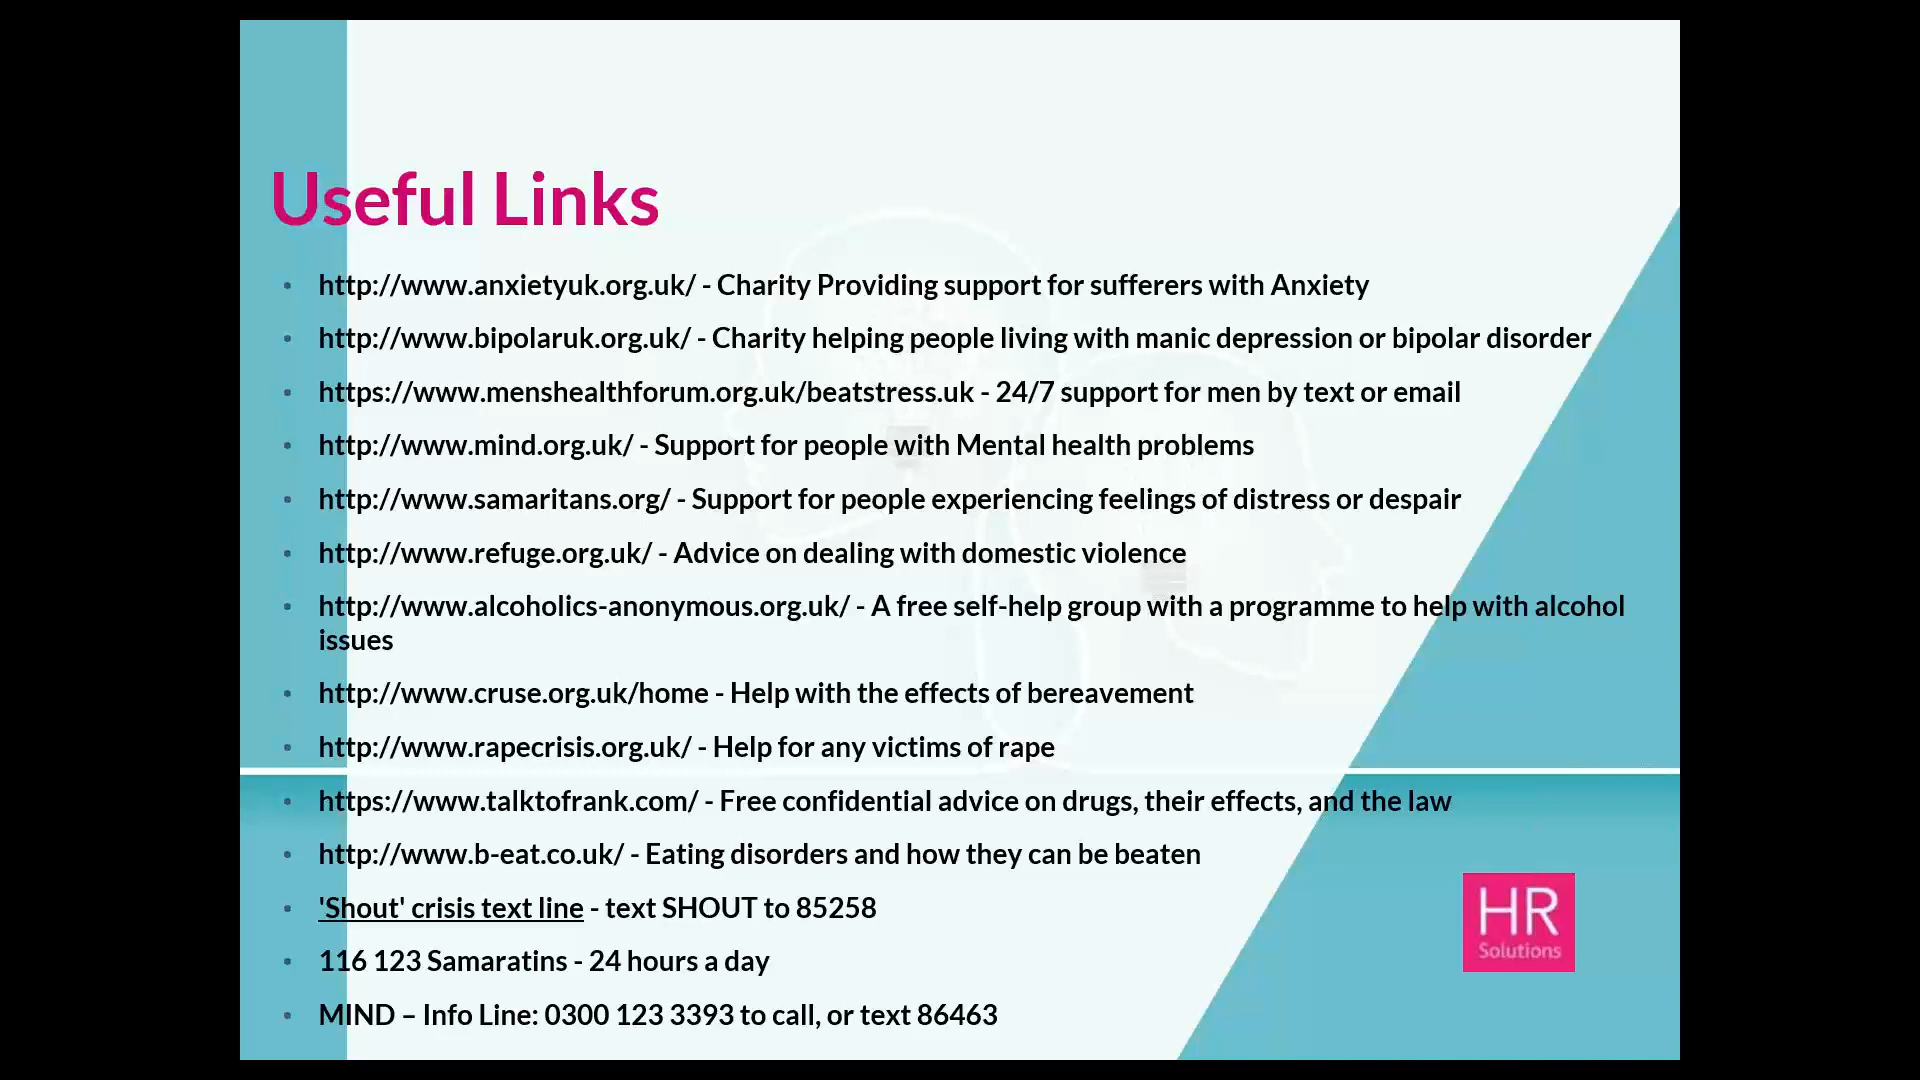 Useful Links
• http://www.anxietyuk.org.uk/ - Charity Providing support for sufferers with Anxiety
• http://www.bipolaruk.org.uk/ - Charity helping people living with manic depression or bipolar disorder
• https://www.menshealthforum.org.uk/beatstress.uk - 24/7 support for men by text or email
• http://www.mind.org.uk/ - Support for people with Mental health problems
• http://www.samaritans.org/ - Support for people experiencing feelings of distress or despair
• http://www.refuge.org.uk/ - Advice on dealing with domestic violence
• http://www.alcoholics-anonymous.org.uk/ - A free self-help group with a programme to help with alcohol
issues
• http://www.cruse.org.uk/home - Help with the effects of bereavement
• http://www.rapecrisis.org.uk/ - Help for any victims of rape
• https://www.talktofrank.com/ - Free confidential advice on drugs, their effects, and the law
• http://www.b-eat.co.uk/ - Eating disorders and how they can be beaten
• 'Shout' crisis text line - text SHOUT to 85258
• 116 123 Samaratins - 24 hours a day
• MIND – Info Line: 0300 123 3393 to call, or text 86463
HR
Solutions